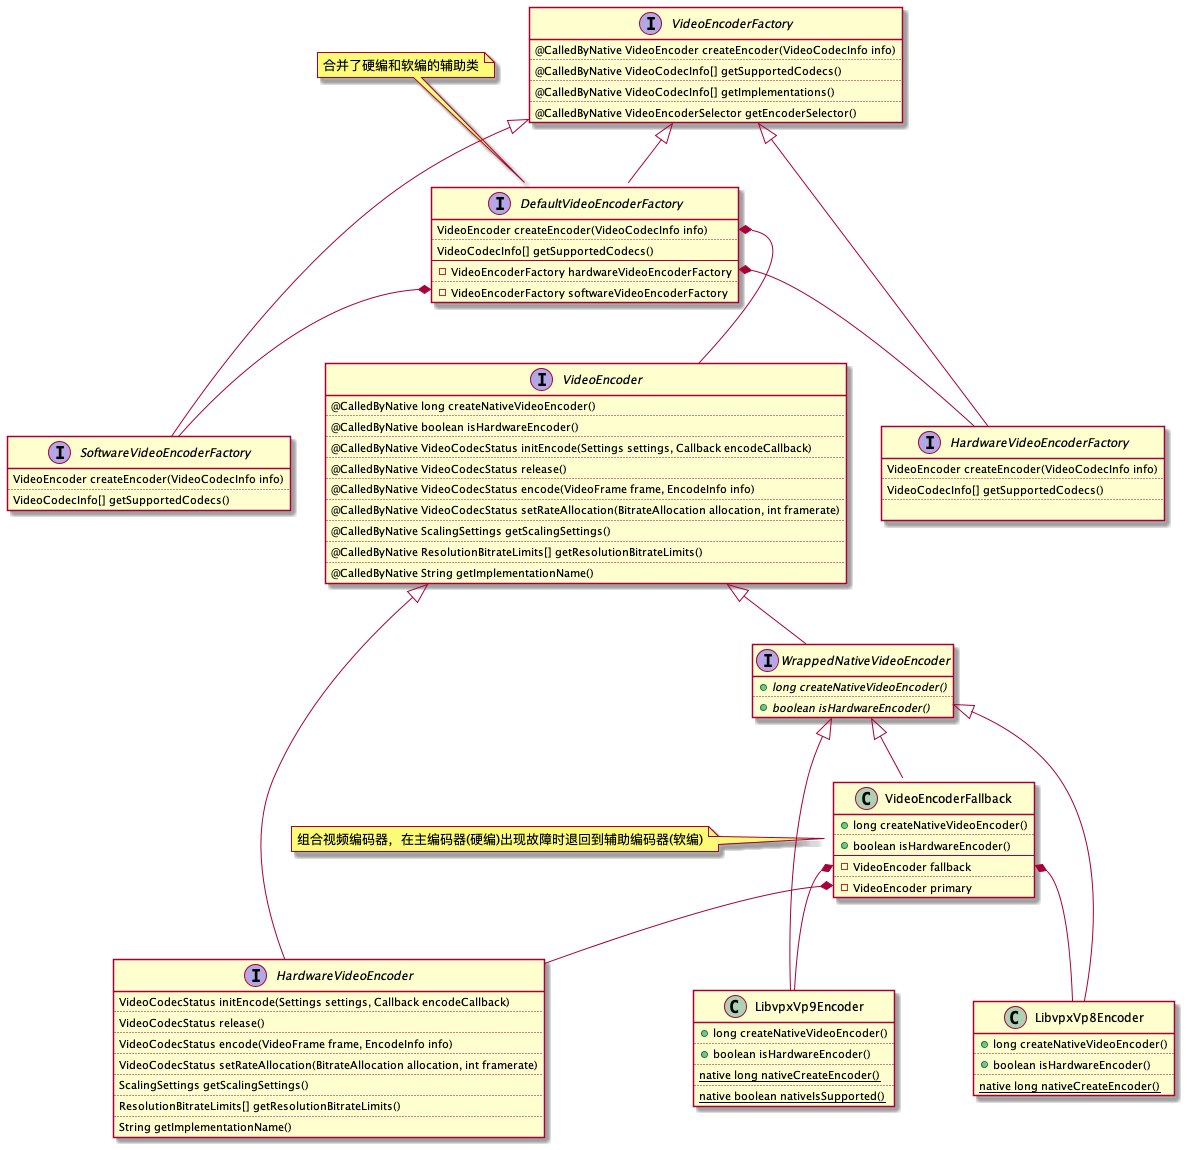 I VideoEncoderFactory
@CalledByNative VideoEncoder createEncoder(VideoCodecInfo info)
@CalledByNative VideoCodecInfo[] getSupportedCodecs()
@CalledByNative VideoCodecInfo[] getImplementations()
@CalledByNative VideoEncoderSelector getEncoderSelector()
合并了硬编和软编的辅助类
I DefaultVideoEncoderFactory
VideoEncoder createEncoder(VideoCodecInfo info)
VideoCodecInfo[] getSupportedCodecs()
VideoEncoderFactory hardwareVideoEncoderFactory
VideoEncoderFactory softwareVideoEncoderFactory
I VideoEncoder
@CalledByNative long createNativeVideoEncoder()
@CalledByNative boolean isHardwareEncoder()
@CalledByNative VideoCodecStatus initEncode(Settings settings, Callback encodeCallback)
@CalledByNative VideoCodecStatus release()
@CalledByNative VideoCodecStatus encode(VideoFrame frame, EncodeInfo info)
@CalledByNative VideoCodecStatus setRateAllocation(BitrateAllocation allocation, int framerate)
@CalledByNative ScalingSettings getScalingSettings()
@CalledByNative ResolutionBitrateLimits[] getResolutionBitrateLimits()
@CalledByNative String getImplementationName()
I SoftwareVideoEncoderFactory
VideoEncoder createEncoder(VideoCodecInfo info)
VideoCodecInfo[] getSupportedCodecs()
I HardwareVideoEncoderFactory
VideoEncoder createEncoder(VideoCodecInfo info)
VideoCodecInfo[] getSupportedCodecs()
I WrappedNativeVideoEncoder
long createNativeVideoEncoder()
boolean isHardwareEncoder()
C VideoEncoderFallback
long createNativeVideoEncoder()
boolean isHardwareEncoder()
VideoEncoder fallback
VideoEncoder primary
组合视频编码器，在主编码器(硬编)出现故障时退回到辅助编码器(软编)
I HardwareVideoEncoder
VideoCodecStatus initEncode(Settings settings, Callback encodeCallback)
VideoCodecStatus release()
VideoCodecStatus encode(VideoFrame frame, EncodeInfo info)
VideoCodecStatus setRateAllocation(BitrateAllocation allocation, int framerate)
ScalingSettings getScalingSettings()
ResolutionBitrateLimits[] getResolutionBitrateLimits()
String getImplementationName()
C LibvpxVp9Encoder
long createNativeVideoEncoder()
boolean isHardwareEncoder()
native long nativeCreateEncoder()
native boolean nativeIsSupported()
C LibvpxVp8Encoder
long createNativeVideoEncoder()
boolean isHardwareEncoder()
native long nativeCreateEncoder()